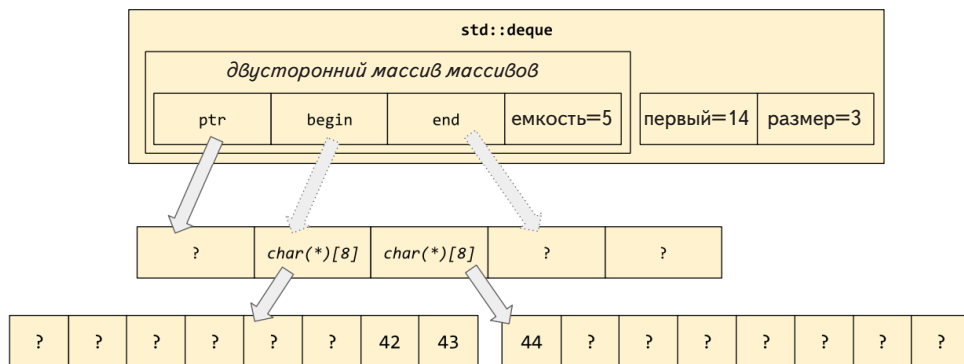 std::deque
двусторонний массив массивов
ptr begin end емкость=5 первый=14 размер=3
? char(*)[8] char(*)[8] ? ?
? ? ? ? ? ? 42 43 44 ? ? ? ? ? ? ?